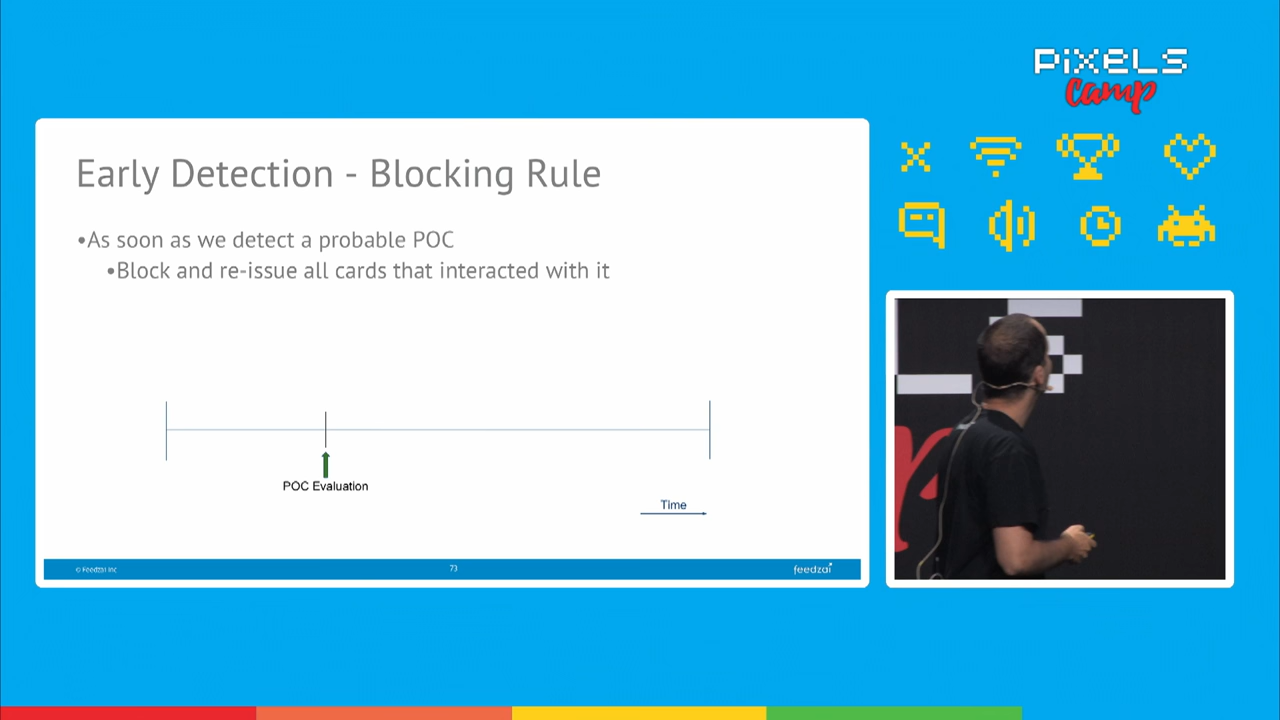 PIXELS
Camp
Early Detection - Blocking Rule
•As soon as we detect a probable POC
•Block and re-issue all cards that interacted with it
POC Evaluation
Time
© Feedzai Inc
73
feedzai